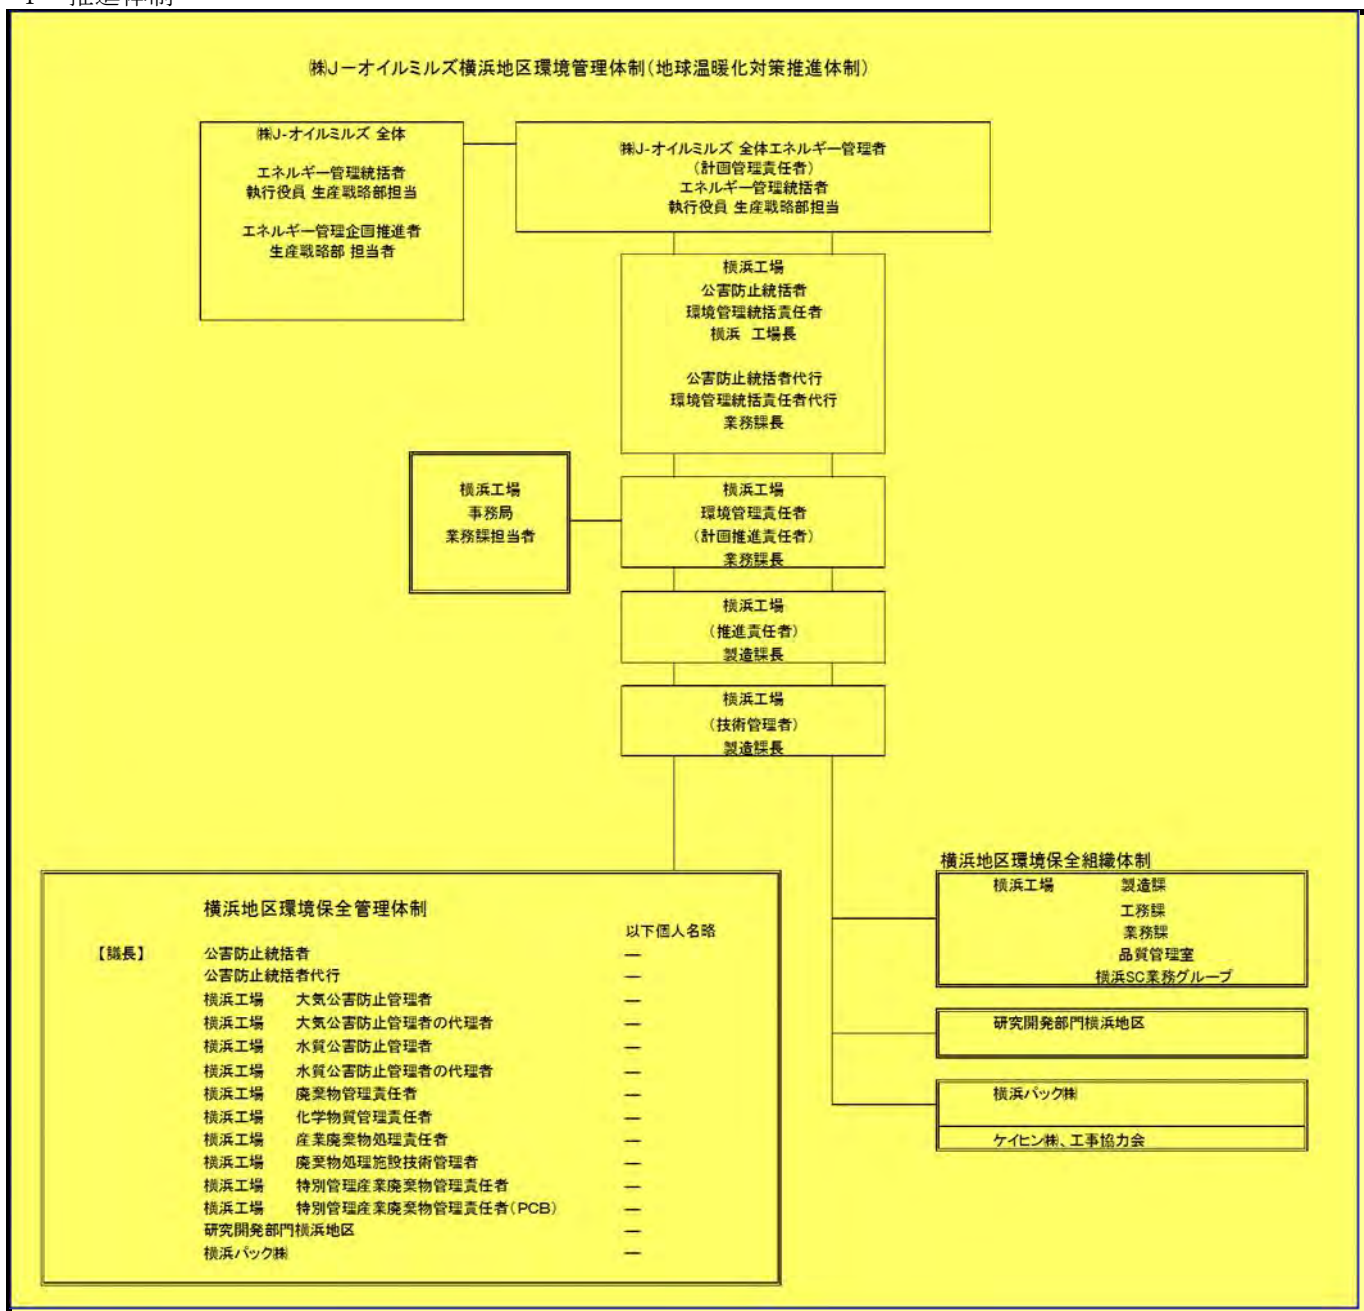 ㈱Jーオイルミルズ横浜地区環境管理体制(地球温暖化対策推進体制)
㈱J-オイルミルズ 全体
エネルギー管理統括者
執行役員 生産戦略部担当
エネルギー管理企画推進者
生産戦略部 担当者
㈱J-オイルミルズ 全体エネルギー管理者
(計画管理責任者)
エネルギー管理統括者
執行役員 生産戦略部担当
横浜工場
公害防止統括者
環境管理統括責任者
横浜 工場長
公害防止統括者代行
環境管理統括責任者代行
業務課長
横浜工場
事務局
業務課担当者
横浜工場
環境管理責任者
(計画推進責任者)
業務課長
横浜工場
(推進責任者)
製造課長
横浜工場
(技術管理者)
製造課長
横浜地区環境保全管理体制
以下個人名略
【議長】 公害防止統括者 ―
公害防止統括者代行 ―
横浜工場 大気公害防止管理者 ―
横浜工場 大気公害防止管理者の代理者 ―
横浜工場 水質公害防止管理者 ―
横浜工場 水質公害防止管理者の代理者 ―
横浜工場 廃棄物管理責任者 ―
横浜工場 化学物質管理責任者 ―
横浜工場 産業廃棄物処理責任者 ―
横浜工場 廃棄物処理施設技術管理者 ―
横浜工場 特別管理産業廃棄物管理責任者 ―
横浜工場 特別管理産業廃棄物管理責任者(PCB) ―
研究開発部門横浜地区 ―
横浜パック㈱ ―
横浜地区環境保全組織体制
横浜工場 製造課
工務課
業務課
品質管理室
横浜SC業務グループ
研究開発部門横浜地区
横浜パック㈱
ケイヒン㈱、工事協力会